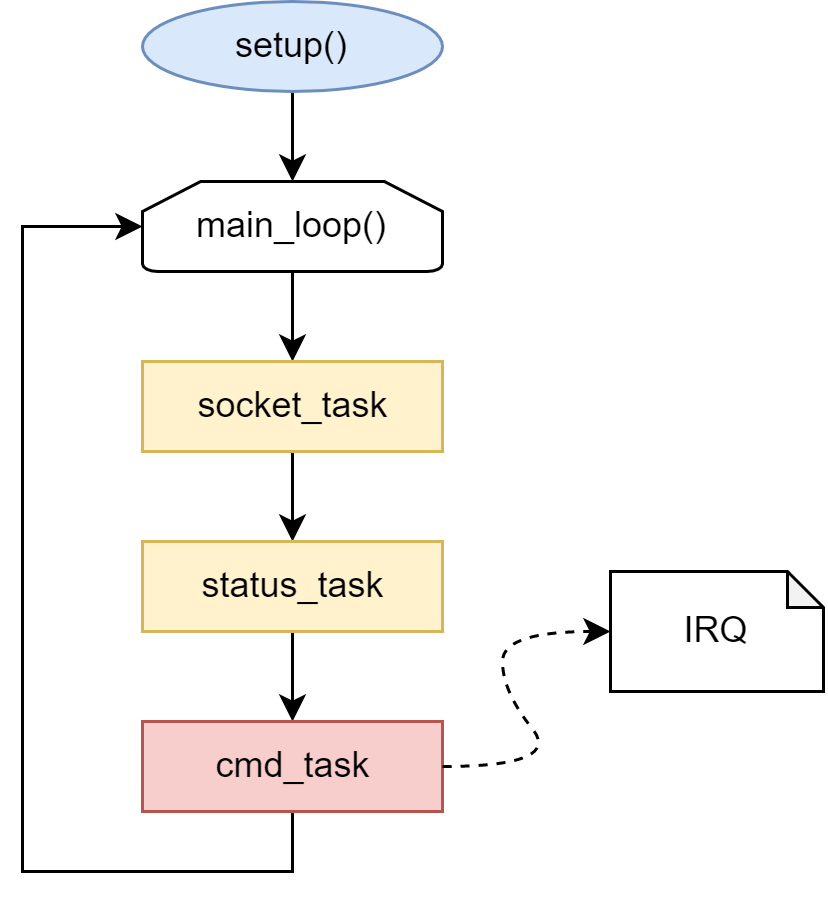 setup()
main_loop()
socket_task
status_task
IRQ
cmd_task